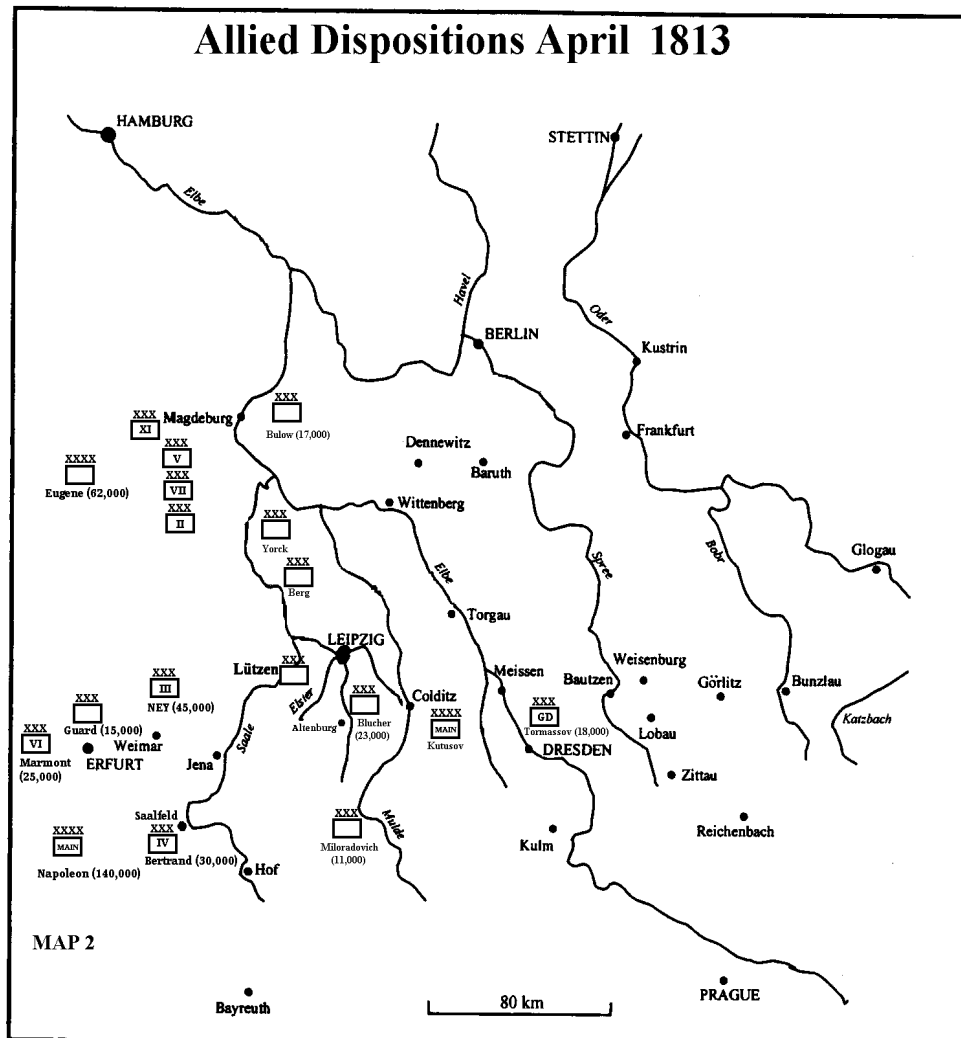 Allied Dispositions April 1813
HAMBURG
STETTIN
Elbe
Havel
Oder
BERLIN
Kustrin
XXX
Magdeburg
XXX
XI
Bulow (17,000)
Frankfurt
XXX
V
Dennewitz
Baruth
XXXX
Eugene (62,000)
XXX
VII
XXX
II
Wittenberg
XXX
Yorck
Bobr
Glogau
XXX
Berg
Elbe
Spree
Torgau
LEIPZIG
XXX
Lützen
Weisenburg
Meissen
Bautzen
Görlitz
Bunzlau
XXX
III
NEY (45,000)
Elster
XXX
Blucher
(23,000)
Altenburg
Colditz
XXXX
MAIN
Kutusov
XXX
GD
Tormassov (18,000)
Lobau
Katzbach
XXX
Guard (15,000)
XXX
VI
Marmont
(25,000)
ERFURT
Weimar
Saale
Jena
DRESDEN
Zittau
Saalfeld
XXX
IV
Bertrand (30,000)
XXX
Miloradovich
(11,000)
Mulde
Kulm
Reichenbach
XXXX
MAIN
Napoleon (140,000)
Hof
MAP 2
Bayreuth
80 km
PRAGUE